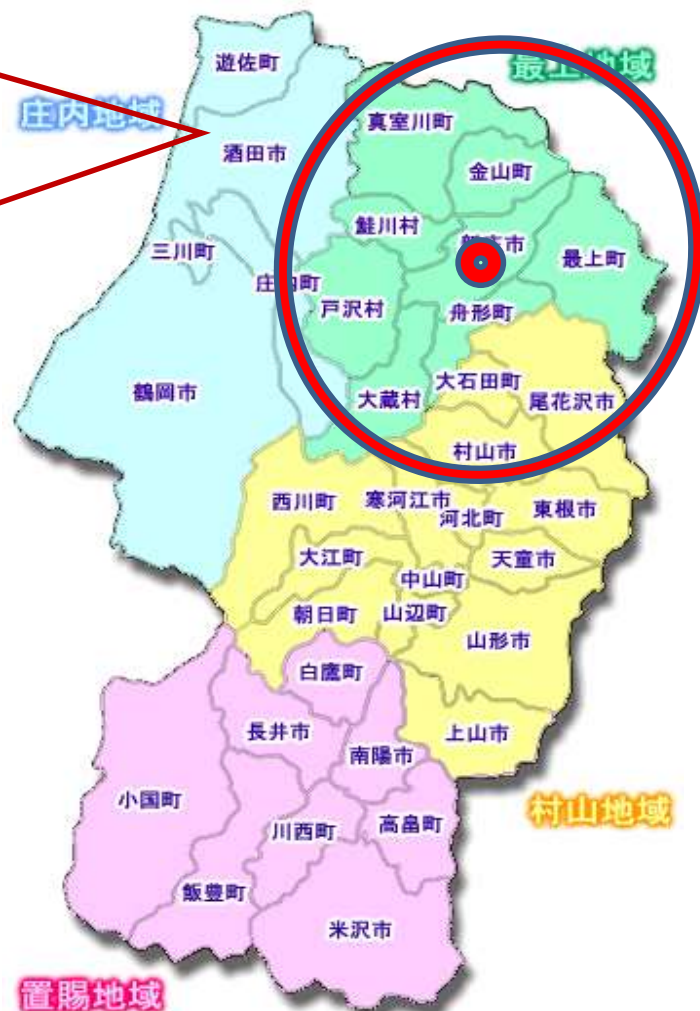 遊佐町
最上地域
庄内地域
真室川町
酒田市
金山町
鮭川村
三川町
最上町
庄内町
戸沢村
舟形町
大石田町
鶴岡市
大蔵村
尾花沢市
村山市
西川町
寒河江市
河北町
東根市
大江町
天童市
中山町
朝日町
山辺町
山形市
白鷹町
長井市
上山市
南陽市
小国町
村山地域
川西町
高畠町
飯豊町
米沢市
置賜地域